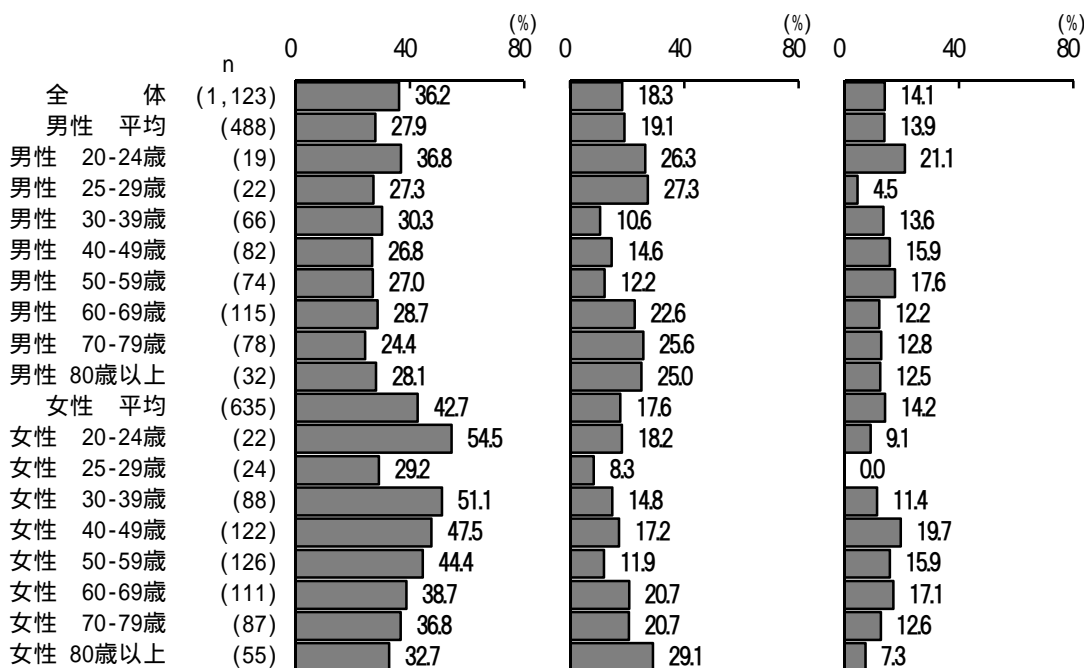 (%) (%) (%)
0 40 80 0 40 80 0 40 80
n
全 体 (1,123) 36.2 18.3 14.1
男性 平均 (488) 27.9 19.1 13.9
男性 20-24歳 (19) 36.8 26.3 21.1
男性 25-29歳 (22) 27.3 27.3 4.5
男性 30-39歳 (66) 30.3 10.6 13.6
男性 40-49歳 (82) 26.8 14.6 15.9
男性 50-59歳 (74) 27.0 12.2 17.6
男性 60-69歳 (115) 28.7 22.6 12.2
男性 70-79歳 (78) 24.4 25.6 12.8
男性 80歳以上 (32) 28.1 25.0 12.5
女性 平均 (635) 42.7 17.6 14.2
女性 20-24歳 (22) 54.5 18.2 9.1
女性 25-29歳 (24) 29.2 8.3 0.0
女性 30-39歳 (88) 51.1 14.8 11.4
女性 40-49歳 (122) 47.5 17.2 19.7
女性 50-59歳 (126) 44.4 11.9 15.9
女性 60-69歳 (111) 38.7 20.7 17.1
女性 70-79歳 (87) 36.8 20.7 12.6
女性 80歳以上 (55) 32.7 29.1 7.3